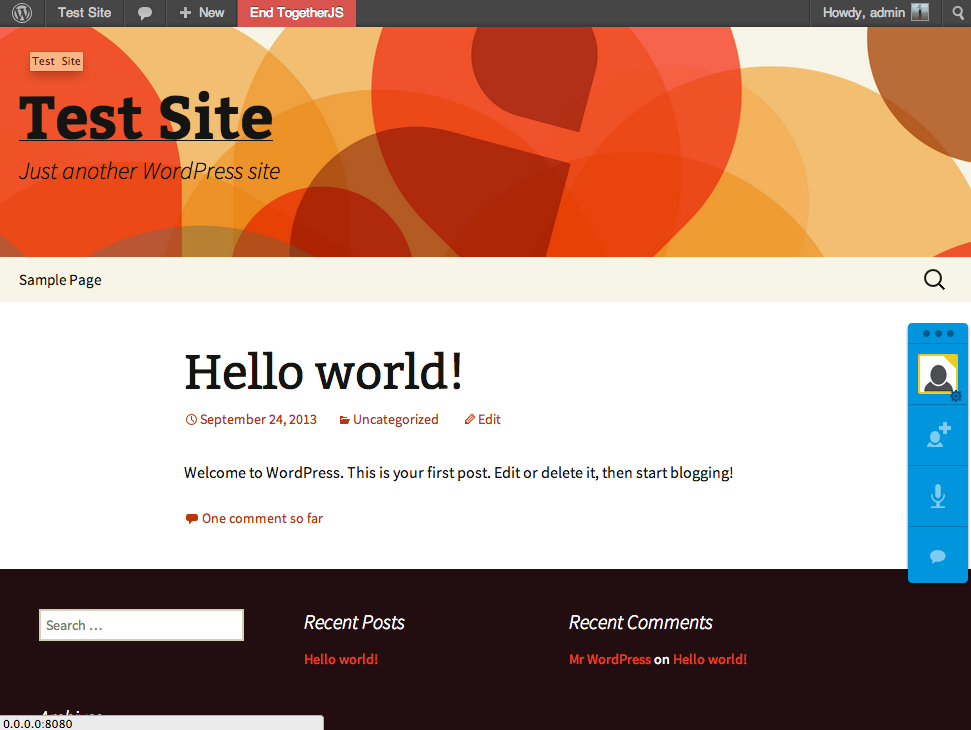 Test Site New End TogetherJS Howdy, admin
Test Site
Test Site
Just another WordPress site
Sample Page
Hello world!
September 24, 2013 Uncategorized Edit
Welcome to WordPress. This is your first post. Edit or delete it, then start blogging!
One comment so far
Search ... Recent Posts Recent Comments
Hello world! Mr WordPress on Hello world!
Archives
0.0.0.0:8080